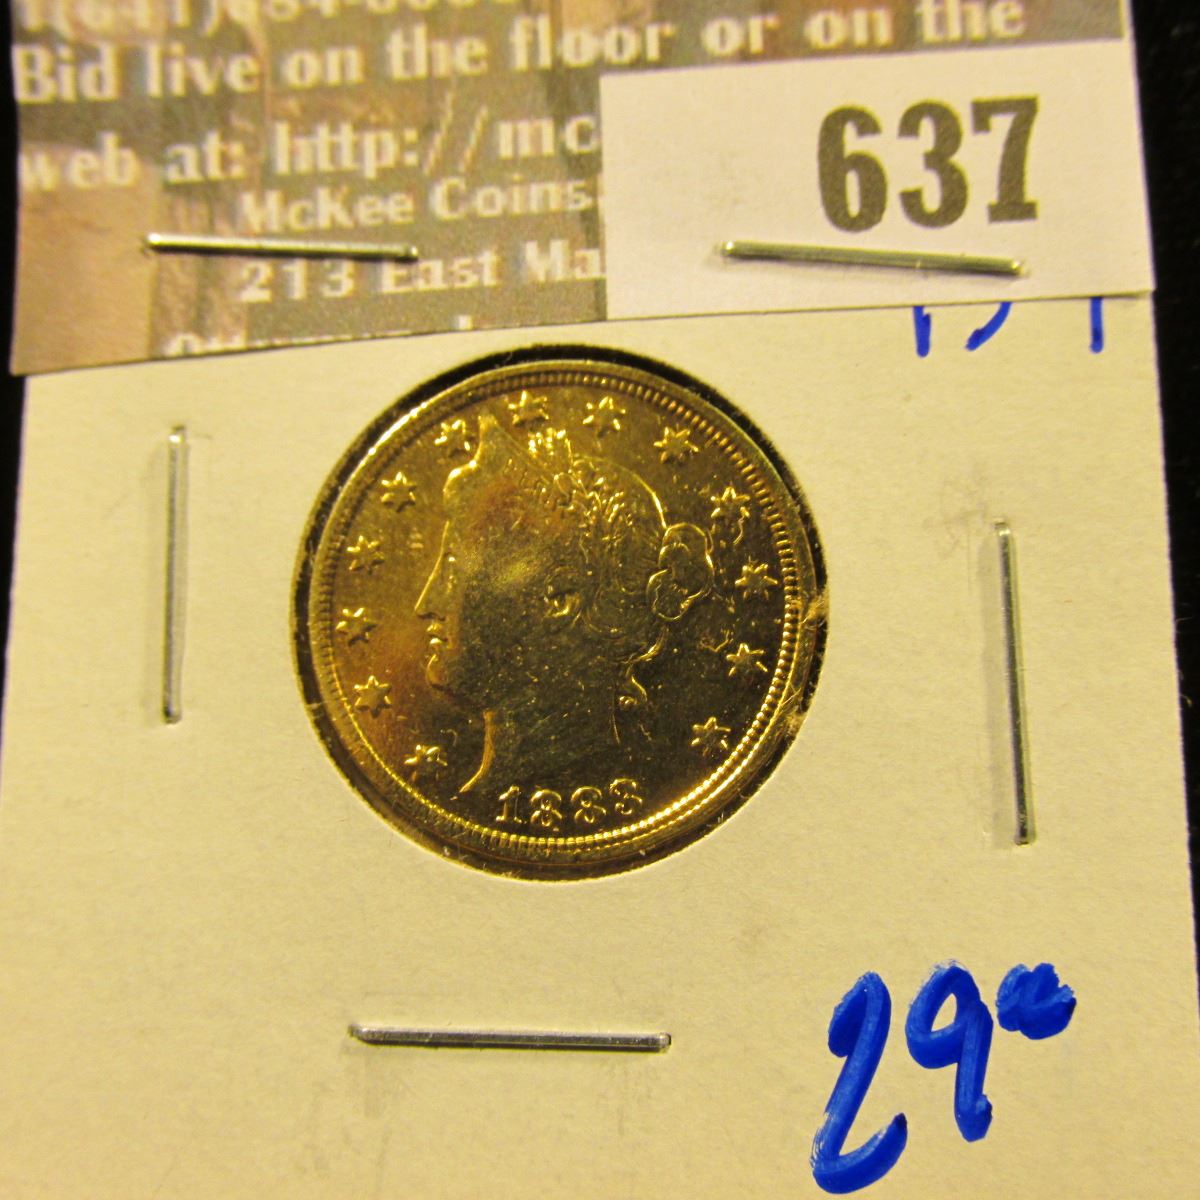 Bid live on the floor or on the
web at: http://mc
637
McKee Coins
213 East Ma
1883
29